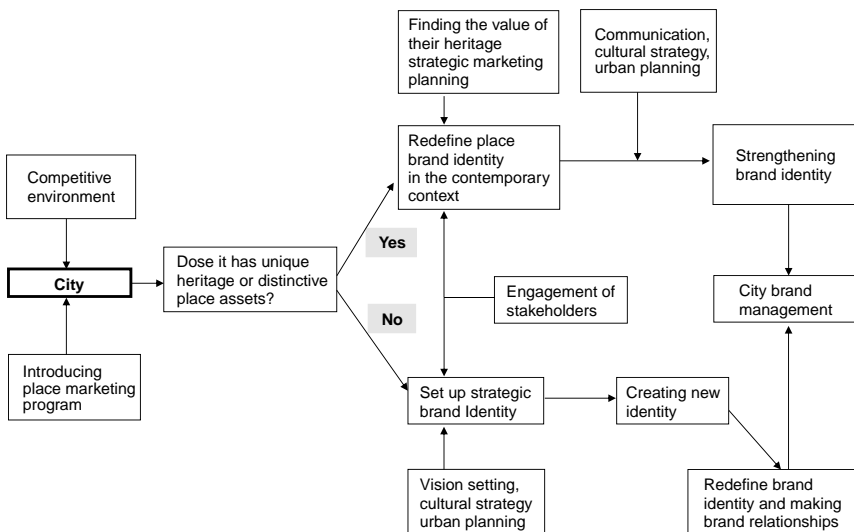 Finding the value of
their heritage
strategic marketing
planning
Communication,
cultural strategy,
urban planning
Competitive
environment
Redefine place
brand identity
in the contemporary
context
Strengthening
brand identity
Yes
City
Dose it has unique
heritage or distinctive
place assets?
Engagement of
stakeholders
City brand
management
No
Introducing
place marketing
program
Set up strategic
brand Identity
Creating new
identity
Vision setting,
cultural strategy
urban planning
Redefine brand
identity and making
brand relationships